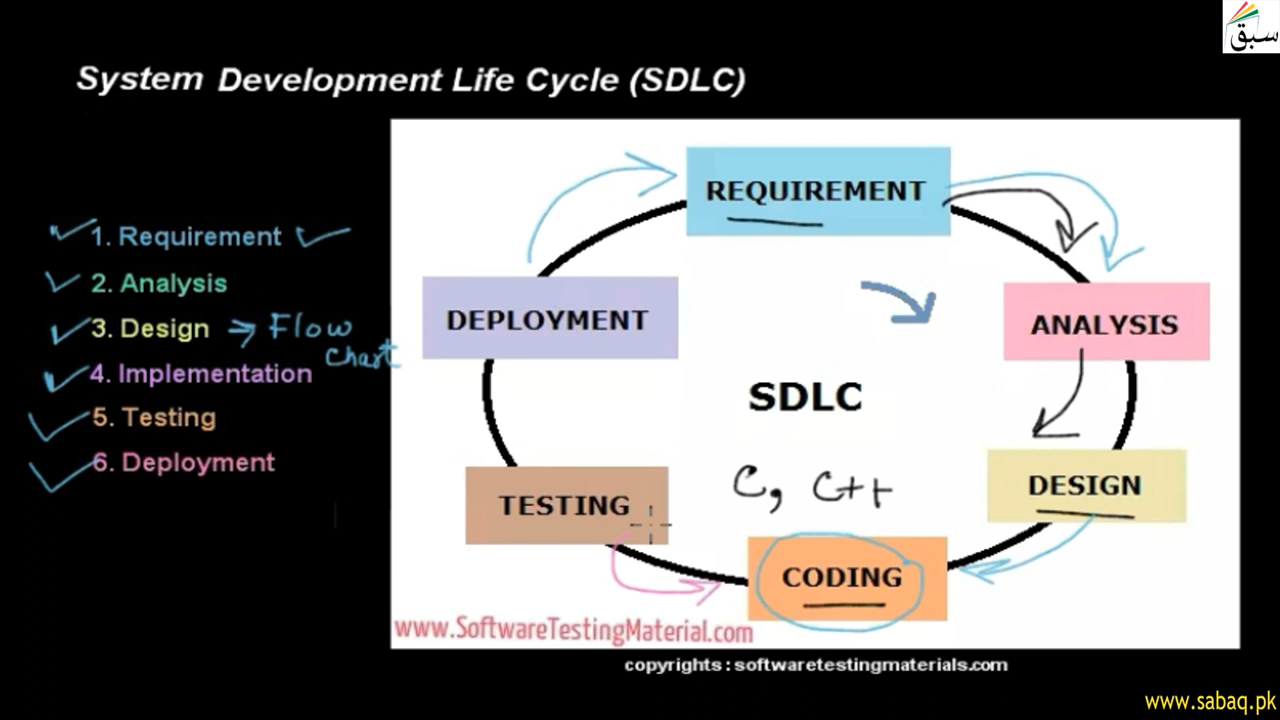 سبق
System Development Life Cycle (SDLC)
1. Requirement
2. Analysis
3. Design → Flow
chart
4. Implementation
5. Testing
6. Deployment
REQUIREMENT
DEPLOYMENT
ANALYSIS
SDLC
C, C++
TESTING
DESIGN
CODING
www.SoftwareTestingMaterial.com
copyrights : softwaretestingmaterials.com
www.sabaq.pk